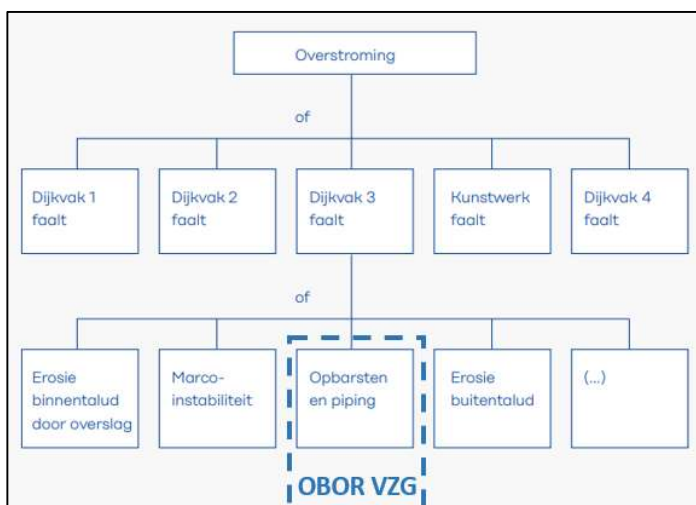 Overstroming
of
Dijkvak 1
faalt
Dijkvak 2
faalt
Dijkvak 3
faalt
Kunstwerk
faalt
Dijkvak 4
faalt
of
Erosie
binnentalud
door overslag
Marco-
instabiliteit
Opbarsten
en piping
Erosie
buitentalud
(...)
OBOR VZG